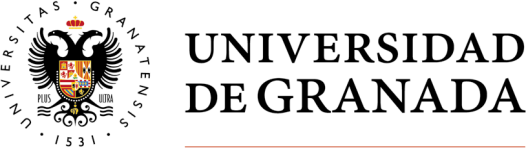 UNIVERSITAS · GRANATENSIS · 1531 ·
PLUS ULTRA
UNIVERSIDAD
DE GRANADA